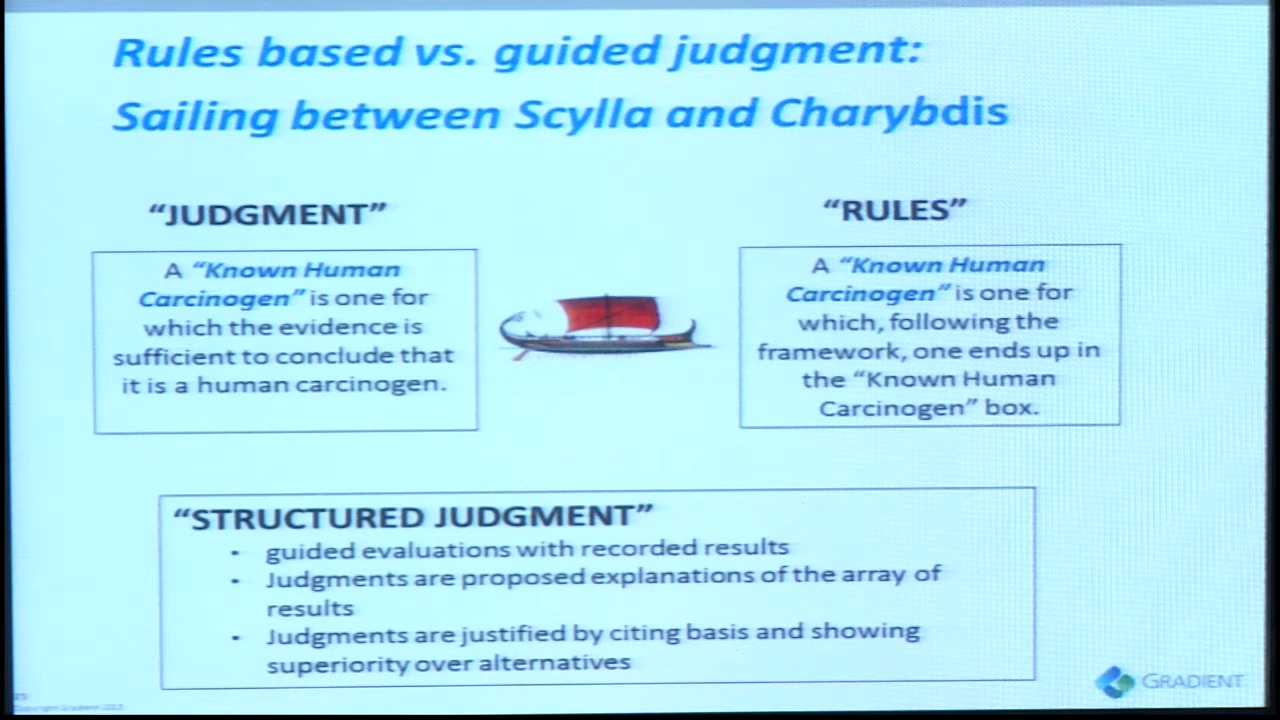 Rules based vs. guided judgment:
Sailing between Scylla and Charybdis
“JUDGMENT”
A “Known Human
Carcinogen” is one for
which the evidence is
sufficient to conclude that
it is a human carcinogen.
“RULES”
A “Known Human
Carcinogen” is one for
which, following the
framework, one ends up in
the “Known Human
Carcinogen” box.
“STRUCTURED JUDGMENT”
• guided evaluations with recorded results
• Judgments are proposed explanations of the array of
results
• Judgments are justified by citing basis and showing
superiority over alternatives
GRADIENT